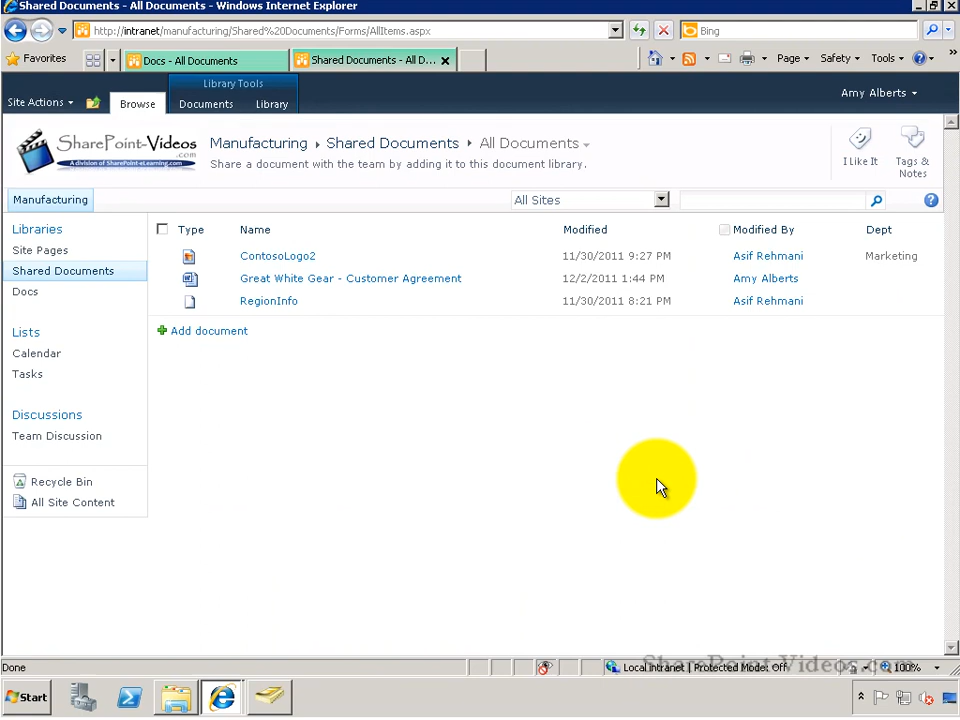 Shared Documents - All Documents - Windows Internet Explorer
http://intranet/manufacturing/Shared%20Documents/Forms/AllItems.aspx
Bing
Favorites
Docs - All Documents
Shared Documents - All D...
Page
Safety
Tools
Library Tools
Site Actions
Browse
Documents
Library
Amy Alberts
SharePoint-Videos
.com
A division of SharePoint-eLearning.com
Manufacturing
Shared Documents
All Documents
Share a document with the team by adding it to this document library.
I Like It
Tags & Notes
Manufacturing
All Sites
Libraries
Site Pages
Shared Documents
Docs
Lists
Calendar
Tasks
Discussions
Team Discussion
Recycle Bin
All Site Content
Type Name Modified Modified By Dept
ContosoLogo2 11/30/2011 9:27 PM Asif Rehmani Marketing
Great White Gear - Customer Agreement 12/2/2011 1:44 PM Amy Alberts
RegionInfo 11/30/2011 8:21 PM Asif Rehmani
Add document
Done
Local intranet | Protected Mode: Off
100%
SharePoint-Videos.com
Start